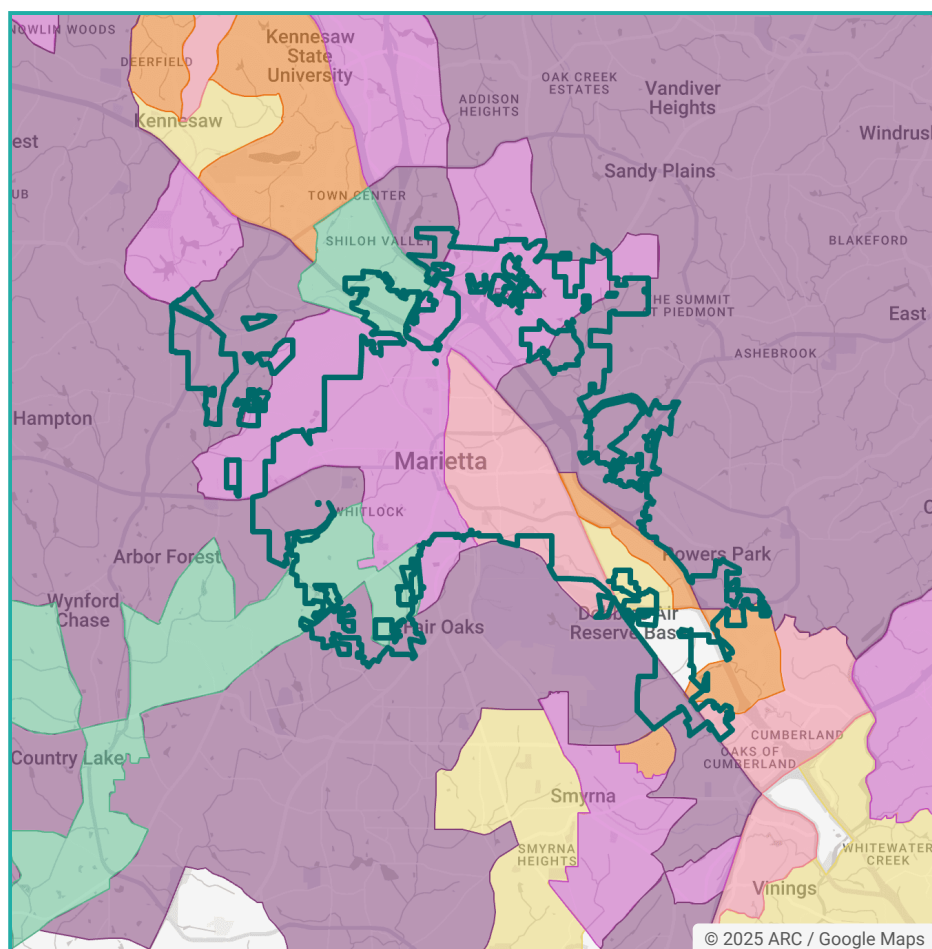 NOWLIN WOODS
Kennesaw
State
University
DEERFIELD
OAK CREEK
ESTATES
Vandiver
Heights
ADDISON
HEIGHTS
Kennesaw
Windrush
est
Sandy Plains
UB
TOWN CENTER
SHILOH VALLEY
BLAKEFORD
THE SUMMIT
T PIEDMONT
East
ASHEBROOK
Hampton
Marietta
WHITLOCK
Arbor Forest
Powers Park
Wynford
Chase
Dobbins Air
Reserve Base
Fair Oaks
CUMBERLAND
OAKS OF
CUMBERLAND
Country Lake
Smyrna
SMYRNA
HEIGHTS
WHITEWATER
CREEK
Vinings
© 2025 ARC / Google Maps